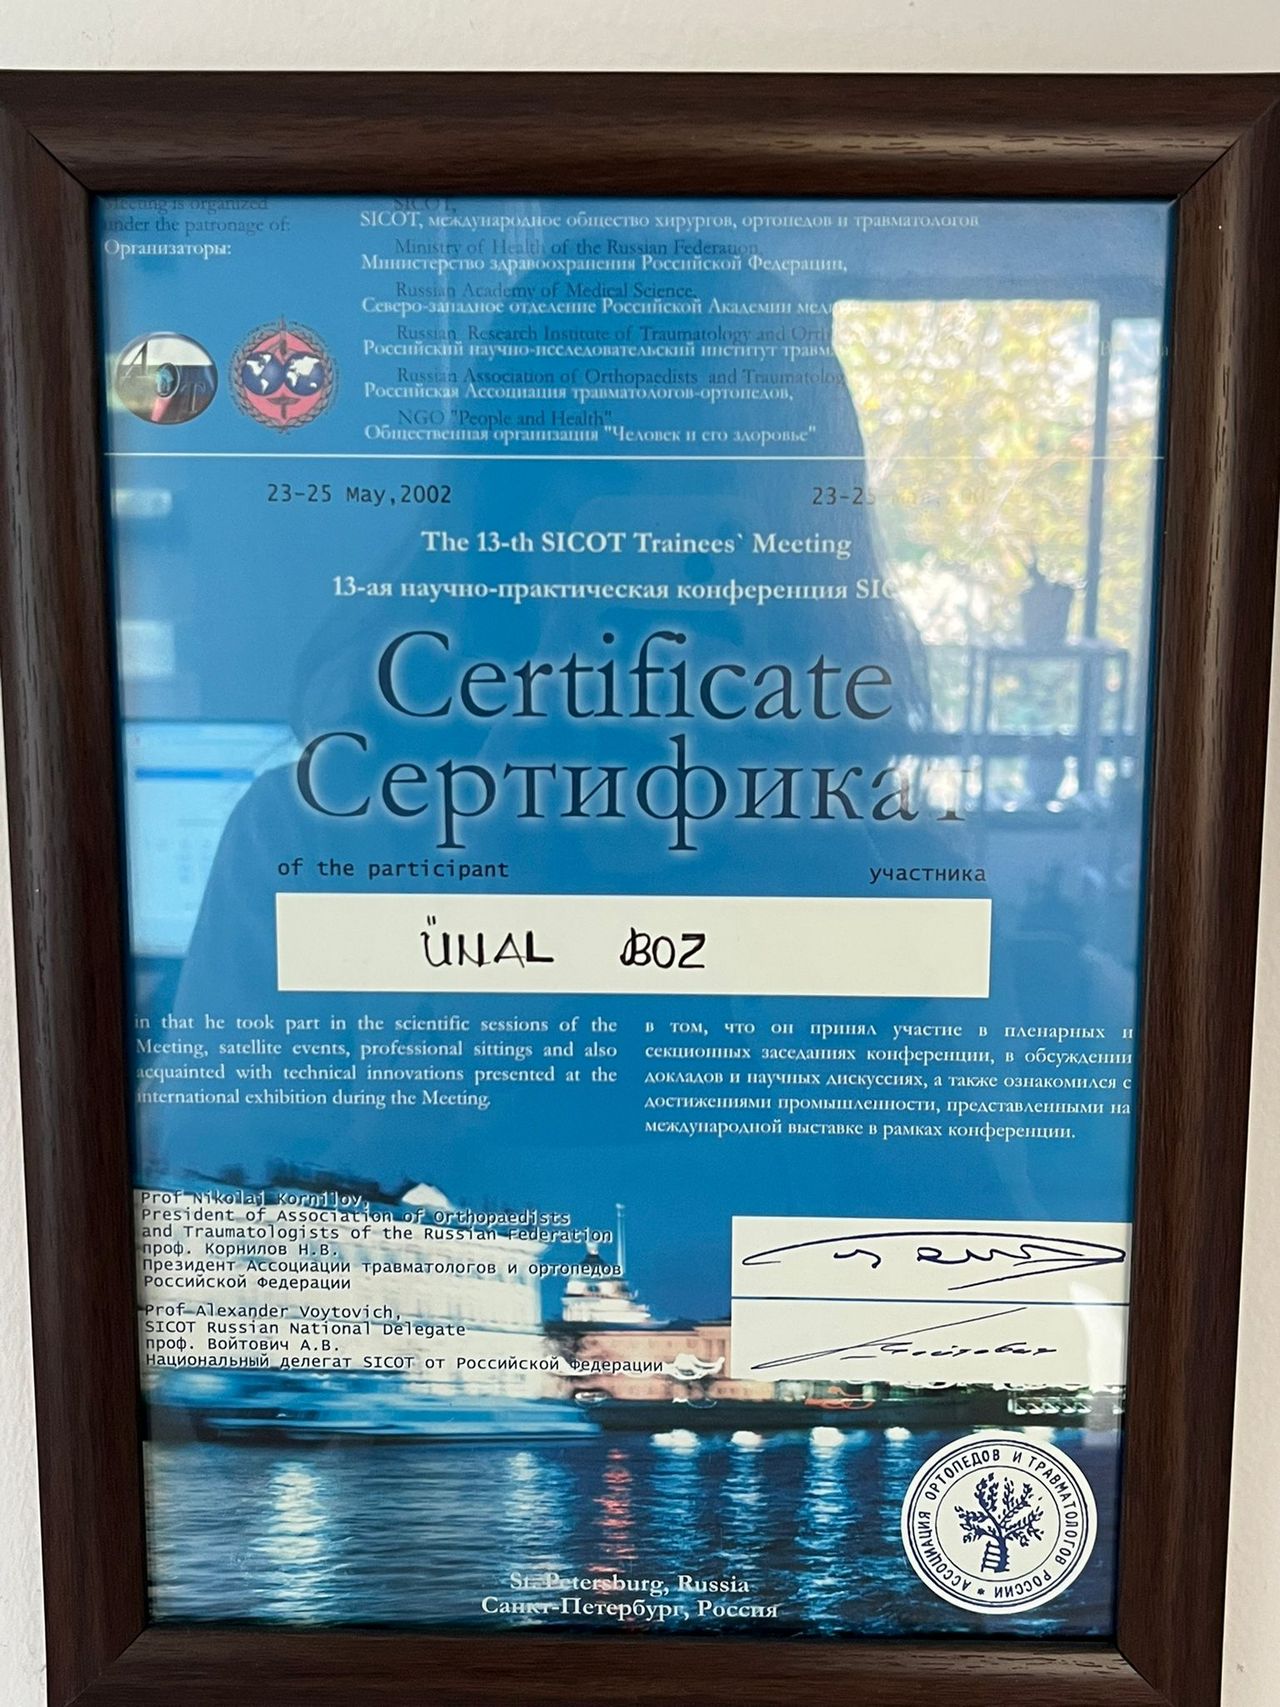 Meeting is organized
under the patronage of:
Организаторы:
SICOT,
SICOT, международное общество хирургов, ортопедов и травматологов
Ministry of Health of the Russian Federation,
Министерство здравоохранения Российской Федерации,
Russian Academy of Medical Science,
Северо-западное отделение Российской Академии
Russian Research Institute of Traumatology and
Российский научно-исследовательский институт
Russian Association of Orthopaedists and
Российская Ассоциация травматологов-ортопедов,
NGO "People and Health"
Общественная организация "Человек и его здоровье"
23-25 May,2002
23-25
The 13-th SICOT Trainees` Meeting
13-ая научно-практическая конференция
Certificate
Сертификат
of the participant
участника
ÜNAL BOZ
in that he took part in the scientific sessions of the
Meeting, satellite events, professional sittings and also
acquainted with technical innovations presented at the
international exhibition during the Meeting.
в том, что он принял участие в пленарных и
секционных заседаниях конференции, в обсуждении
докладов и научных дискуссиях, а также ознакомился с
достижениями промышленности, представленными на
международной выставке в рамках конференции.
Prof Nikolaj Kornilov,
President of Association of Orthopaedists
and Traumatologists of the Russian Federation
проф. Корнилов Н.В.
Президент Ассоциации травматологов и ортопедов
Российской Федерации
Prof Alexander Voytovich,
SICOT Russian National Delegate
проф. Войтович А.В.
Национальный делегат SICOT от Российской Федерации
АССОЦИАЦИЯ ОРТОПЕДОВ И ТРАВМАТОЛОГОВ РОССИИ *
St. Petersburg, Russia
Санкт-Петербург, Россия